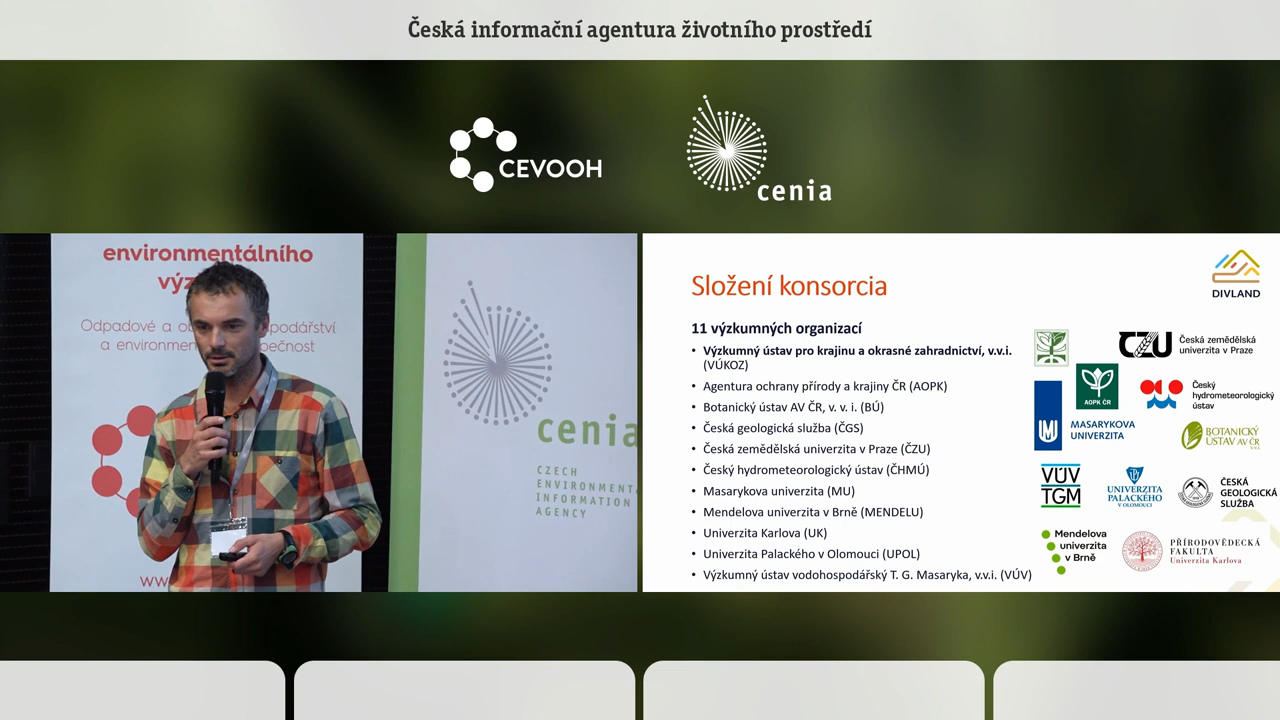 Česká informační agentura životního prostředí
CEVOOH
cenia
environmentálního
Odpadové a
a
www
cenia
CZECH
ENVIRONMENT
INFORMATION
AGENCY
Složení konsorcia
DIVLAND
11 výzkumných organizací
• Výzkumný ústav pro krajinu a okrasné zahradnictví, v.v.i.
(VÚKOZ)
• Agentura ochrany přírody a krajiny ČR (AOPK)
• Botanický ústav AV ČR, v. v. i. (BÚ)
• Česká geologická služba (ČGS)
• Česká zemědělská univerzita v Praze (ČZU)
• Český hydrometeorologický ústav (ČHMÚ)
• Masarykova univerzita (MU)
• Mendelova univerzita v Brně (MENDELU)
• Univerzita Karlova (UK)
• Univerzita Palackého v Olomouci (UPOL)
• Výzkumný ústav vodohospodářský T. G. Masaryka, v.v.i. (VÚV)
ČZU
Česká zemědělská
univerzita v Praze
AOPK ČR
Český
hydrometeorologický
ústav
MUNI
MASARYKOVA
UNIVERZITA
BOTANICKÝ
ÚSTAV AV ČR
V.V.I.
VÚV
TGM
UNIVERZITA
PALACKÉHO
V OLOMOUCI
ČESKÁ
GEOLOGICKÁ
SLUŽBA
Mendelova
univerzita
v Brně
PŘÍRODOVĚDECKÁ
FAKULTA
Univerzita Karlova